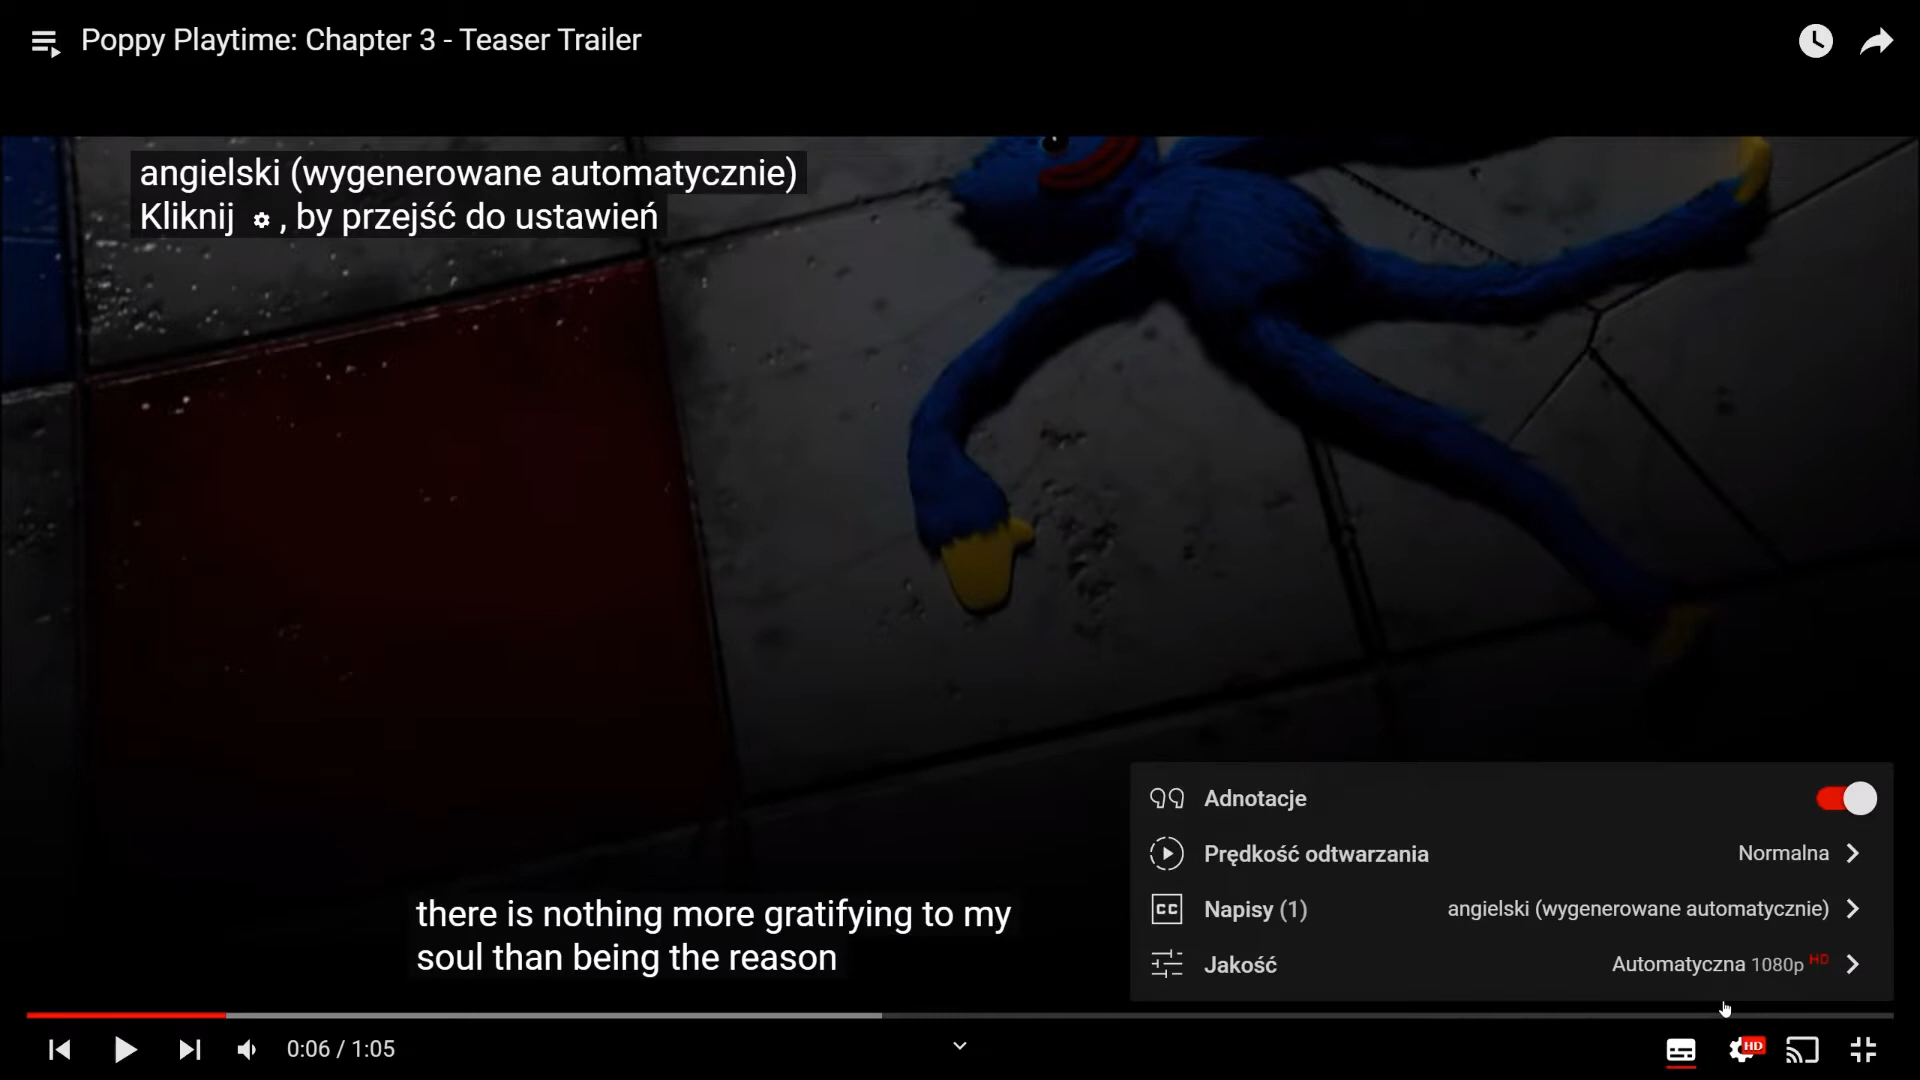 Poppy Playtime: Chapter 3 - Teaser Trailer
angielski (wygenerowane automatycznie)
Kliknij , by przejść do ustawień
Adnotacje
Prędkość odtwarzania Normalna
Napisy (1) angielski (wygenerowane automatycznie)
Jakość Automatyczna 1080p HD
there is nothing more gratifying to my
soul than being the reason
0:06 / 1:05
HD